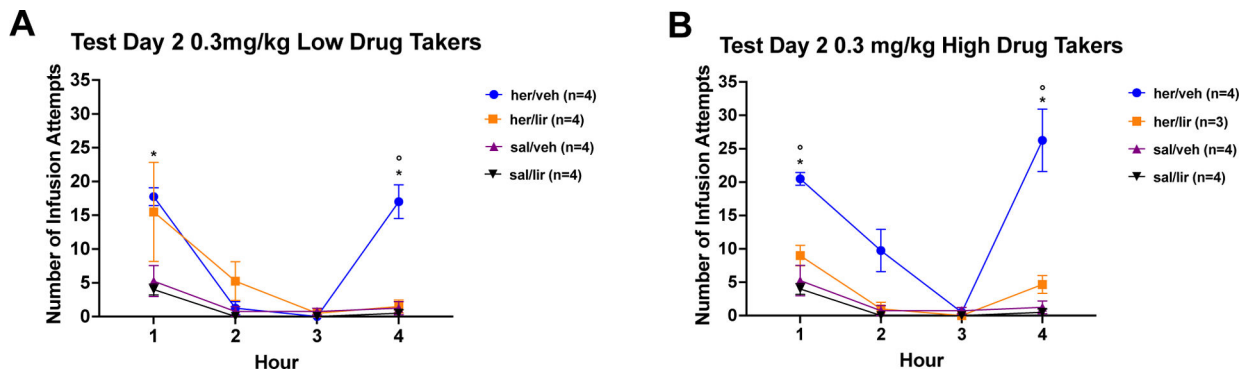 A
Test Day 2 0.3mg/kg Low Drug Takers
Number of Infusion Attempts
35
30
25
20
15
10
5
0
*
° 
*
1 2 3 4
Hour
her/veh (n=4)
her/lir (n=4)
sal/veh (n=4)
sal/lir (n=4)
B
Test Day 2 0.3 mg/kg High Drug Takers
Number of Infusion Attempts
35
30
25
20
15
10
5
0
°
*
°
*
1 2 3 4
Hour
her/veh (n=4)
her/lir (n=3)
sal/veh (n=4)
sal/lir (n=4)